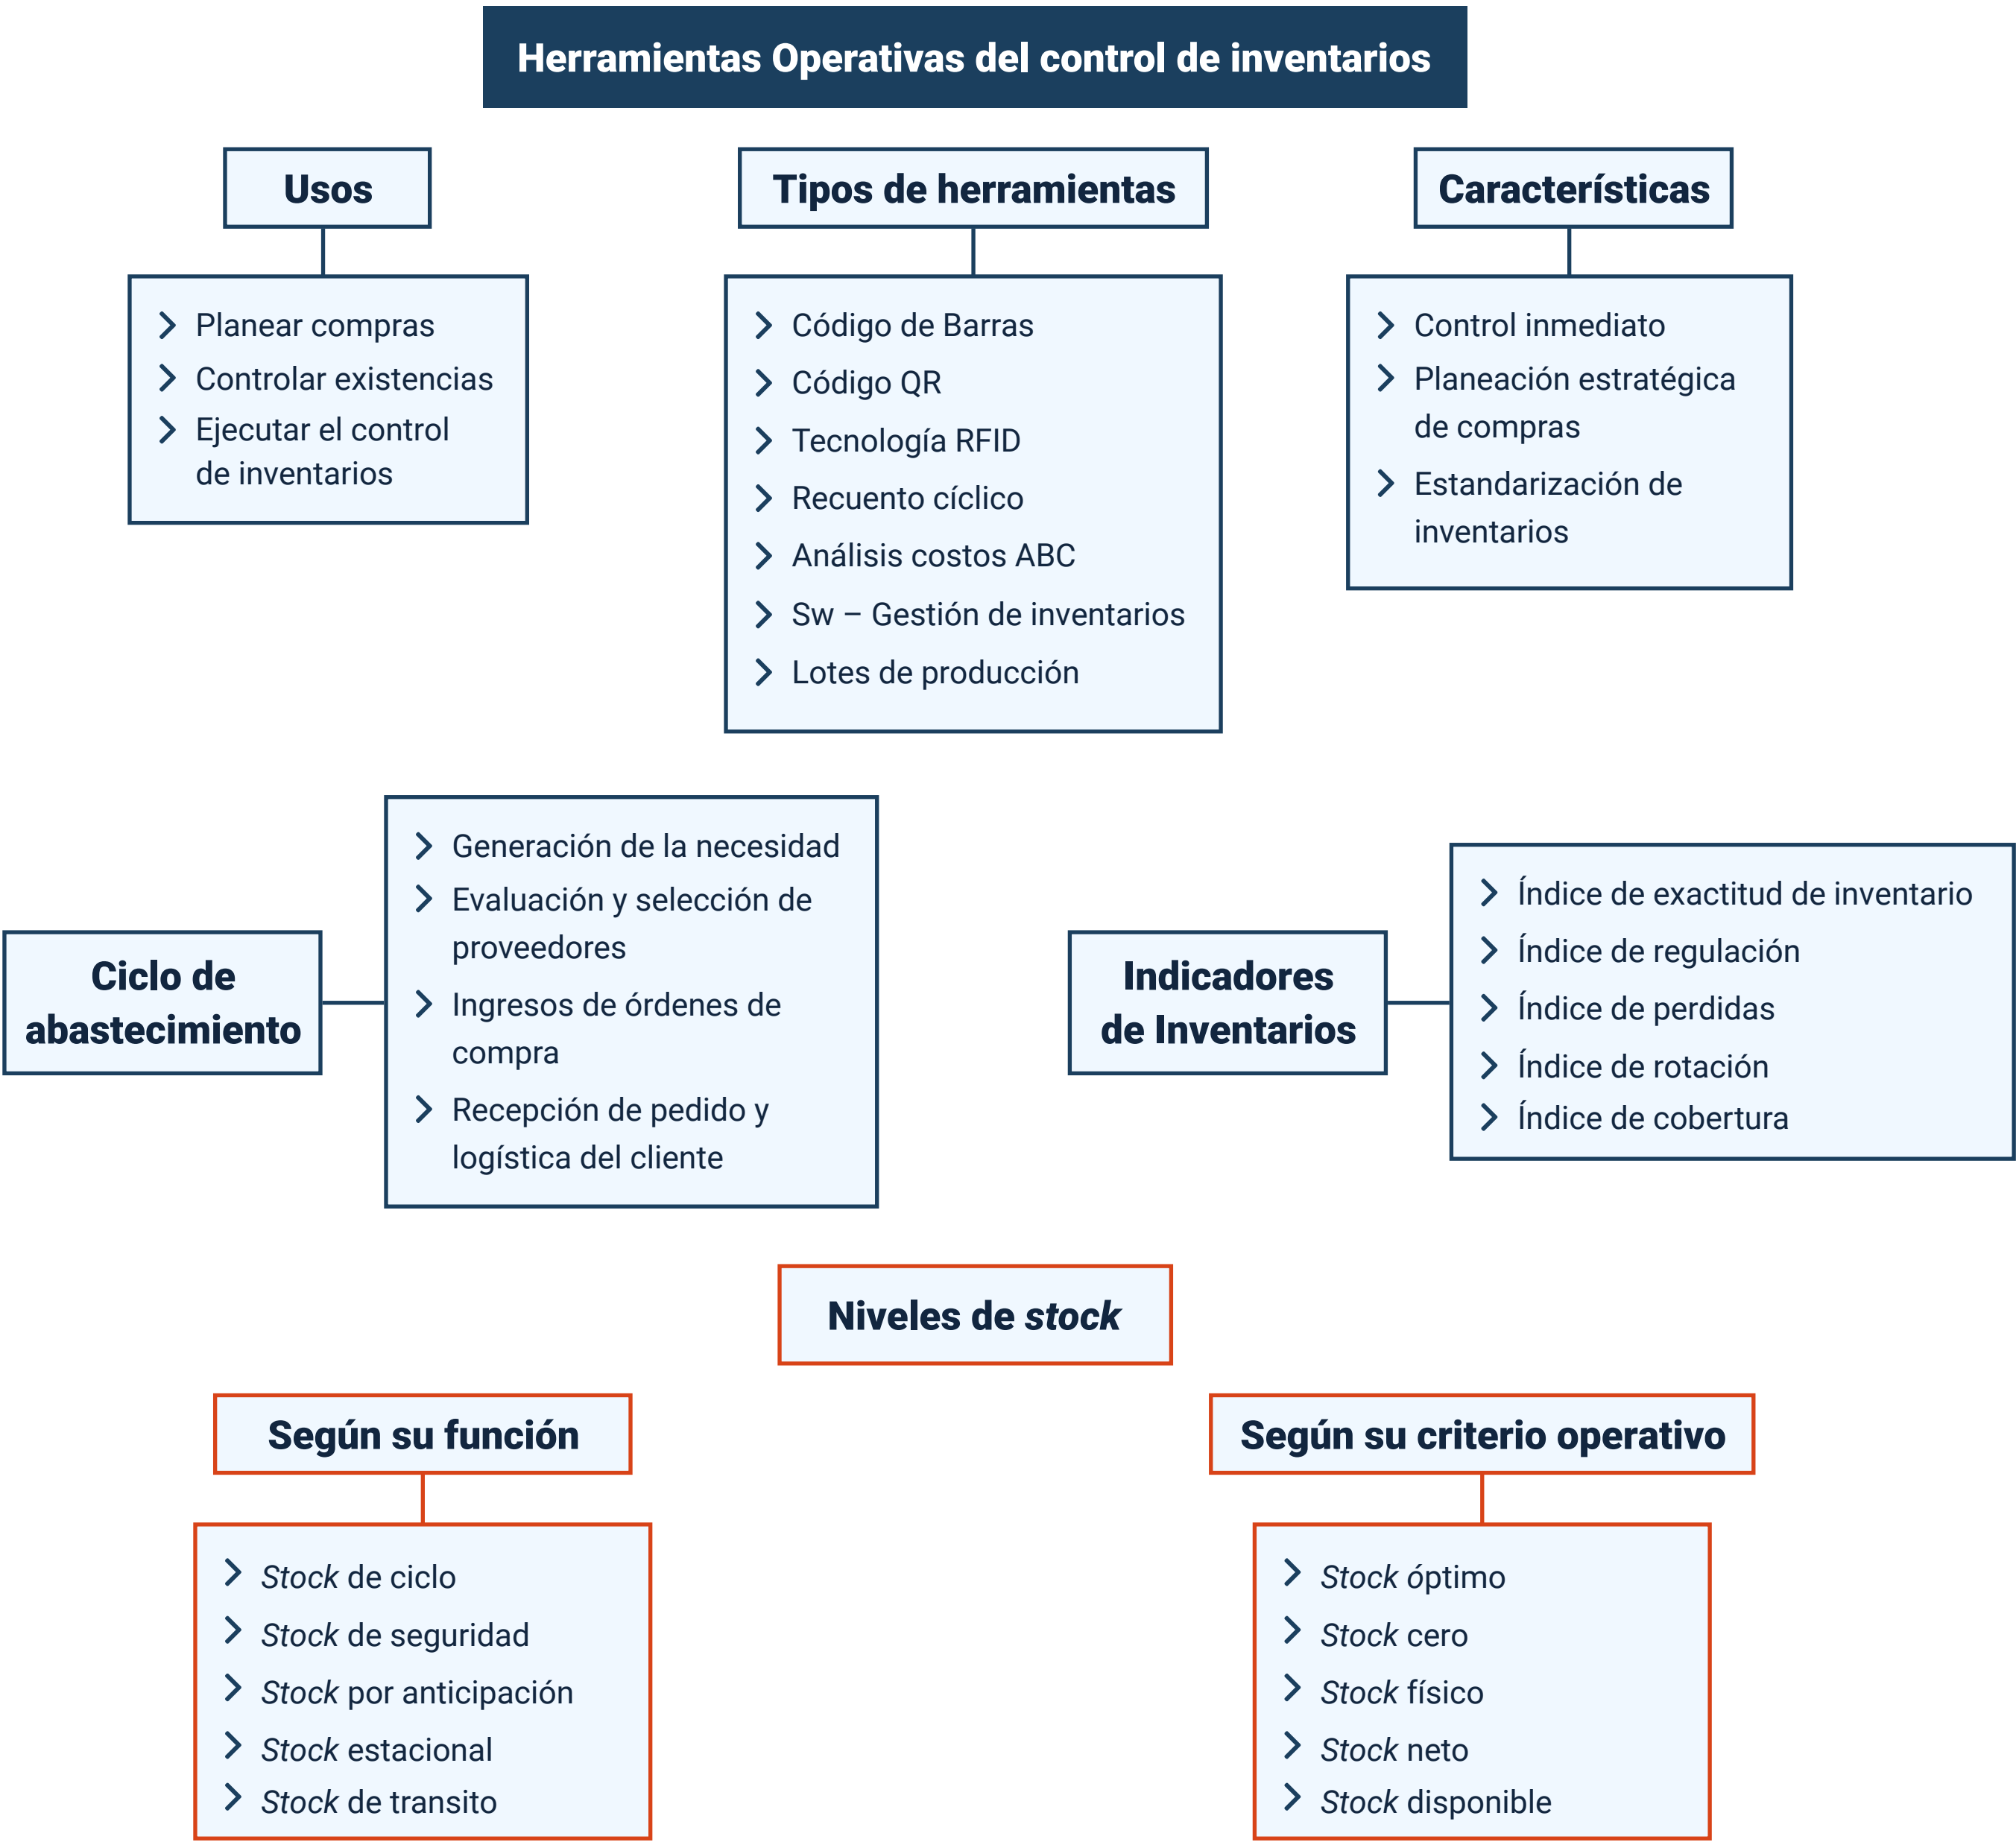 Herramientas Operativas del control de inventarios
Usos
Planear compras
Controlar existencias
Ejecutar el control
de inventarios
Tipos de herramientas
Código de Barras
Código QR
Tecnología RFID
Recuento cíclico
Análisis costos ABC
Sw – Gestión de inventarios
Lotes de producción
Características
Control inmediato
Planeación estratégica
de compras
Estandarización de
inventarios
Ciclo de
abastecimiento
Generación de la necesidad
Evaluación y selección de
proveedores
Ingresos de órdenes de
compra
Recepción de pedido y
logística del cliente
Indicadores
de Inventarios
Índice de exactitud de inventario
Índice de regulación
Índice de perdidas
Índice de rotación
Índice de cobertura
Niveles de stock
Según su función
Stock de ciclo
Stock de seguridad
Stock por anticipación
Stock estacional
Stock de transito
Según su criterio operativo
Stock óptimo
Stock cero
Stock físico
Stock neto
Stock disponible